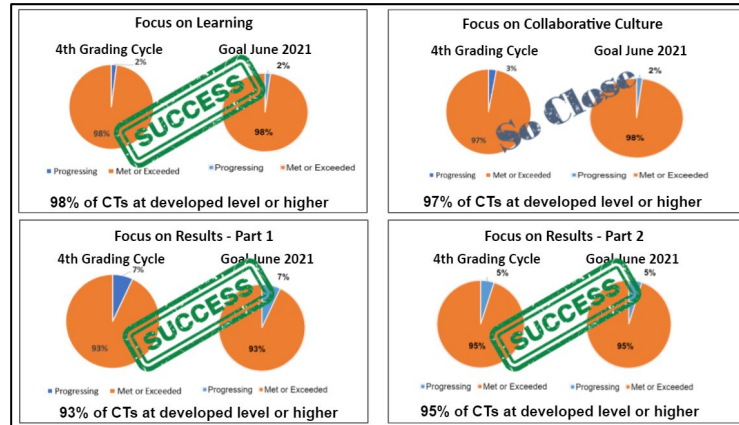 Focus on Learning
4th Grading Cycle
Goal June 2021
2%
2%
98%
98%
SUCCESS
Progressing
Met or Exceeded
Progressing
Met or Exceeded
98% of CTs at developed level or higher
Focus on Collaborative Culture
4th Grading Cycle
Goal June 2021
3%
2%
97%
98%
So Close
Progressing
Met or Exceeded
Progressing
Met or Exceeded
97% of CTs at developed level or higher
Focus on Results - Part 1
4th Grading Cycle
Goal June 2021
7%
7%
93%
93%
SUCCESS
Progressing
Met or Exceeded
Progressing
Met or Exceeded
93% of CTs at developed level or higher
Focus on Results - Part 2
4th Grading Cycle
Goal June 2021
5%
5%
95%
95%
SUCCESS
Progressing
Met or Exceeded
Progressing
Met or Exceeded
95% of CTs at developed level or higher